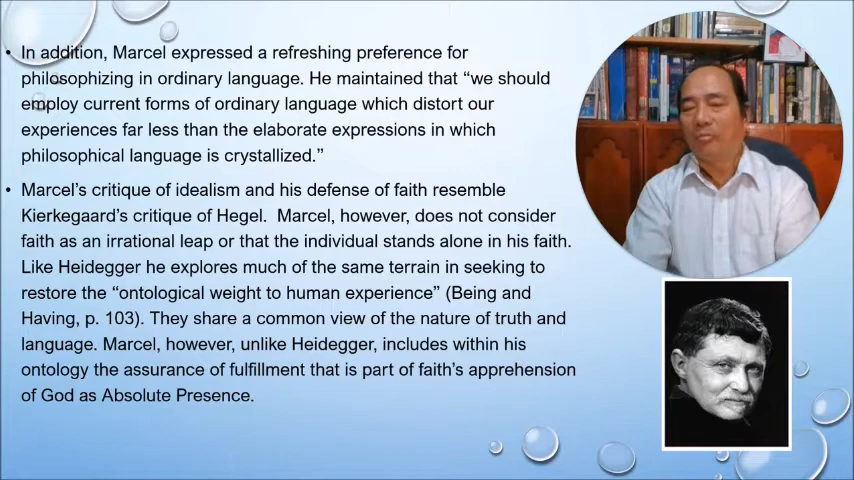 • In addition, Marcel expressed a refreshing preference for
philosophizing in ordinary language. He maintained that “we should
employ current forms of ordinary language which distort our
experiences far less than the elaborate expressions in which
philosophical language is crystallized.”
• Marcel’s critique of idealism and his defense of faith resemble
Kierkegaard’s critique of Hegel.  Marcel, however, does not consider
faith as an irrational leap or that the individual stands alone in his faith.
Like Heidegger he explores much of the same terrain in seeking to
restore the “ontological weight to human experience” (Being and
Having, p. 103). They share a common view of the nature of truth and
language. Marcel, however, unlike Heidegger, includes within his
ontology the assurance of fulfillment that is part of faith’s apprehension
of God as Absolute Presence.